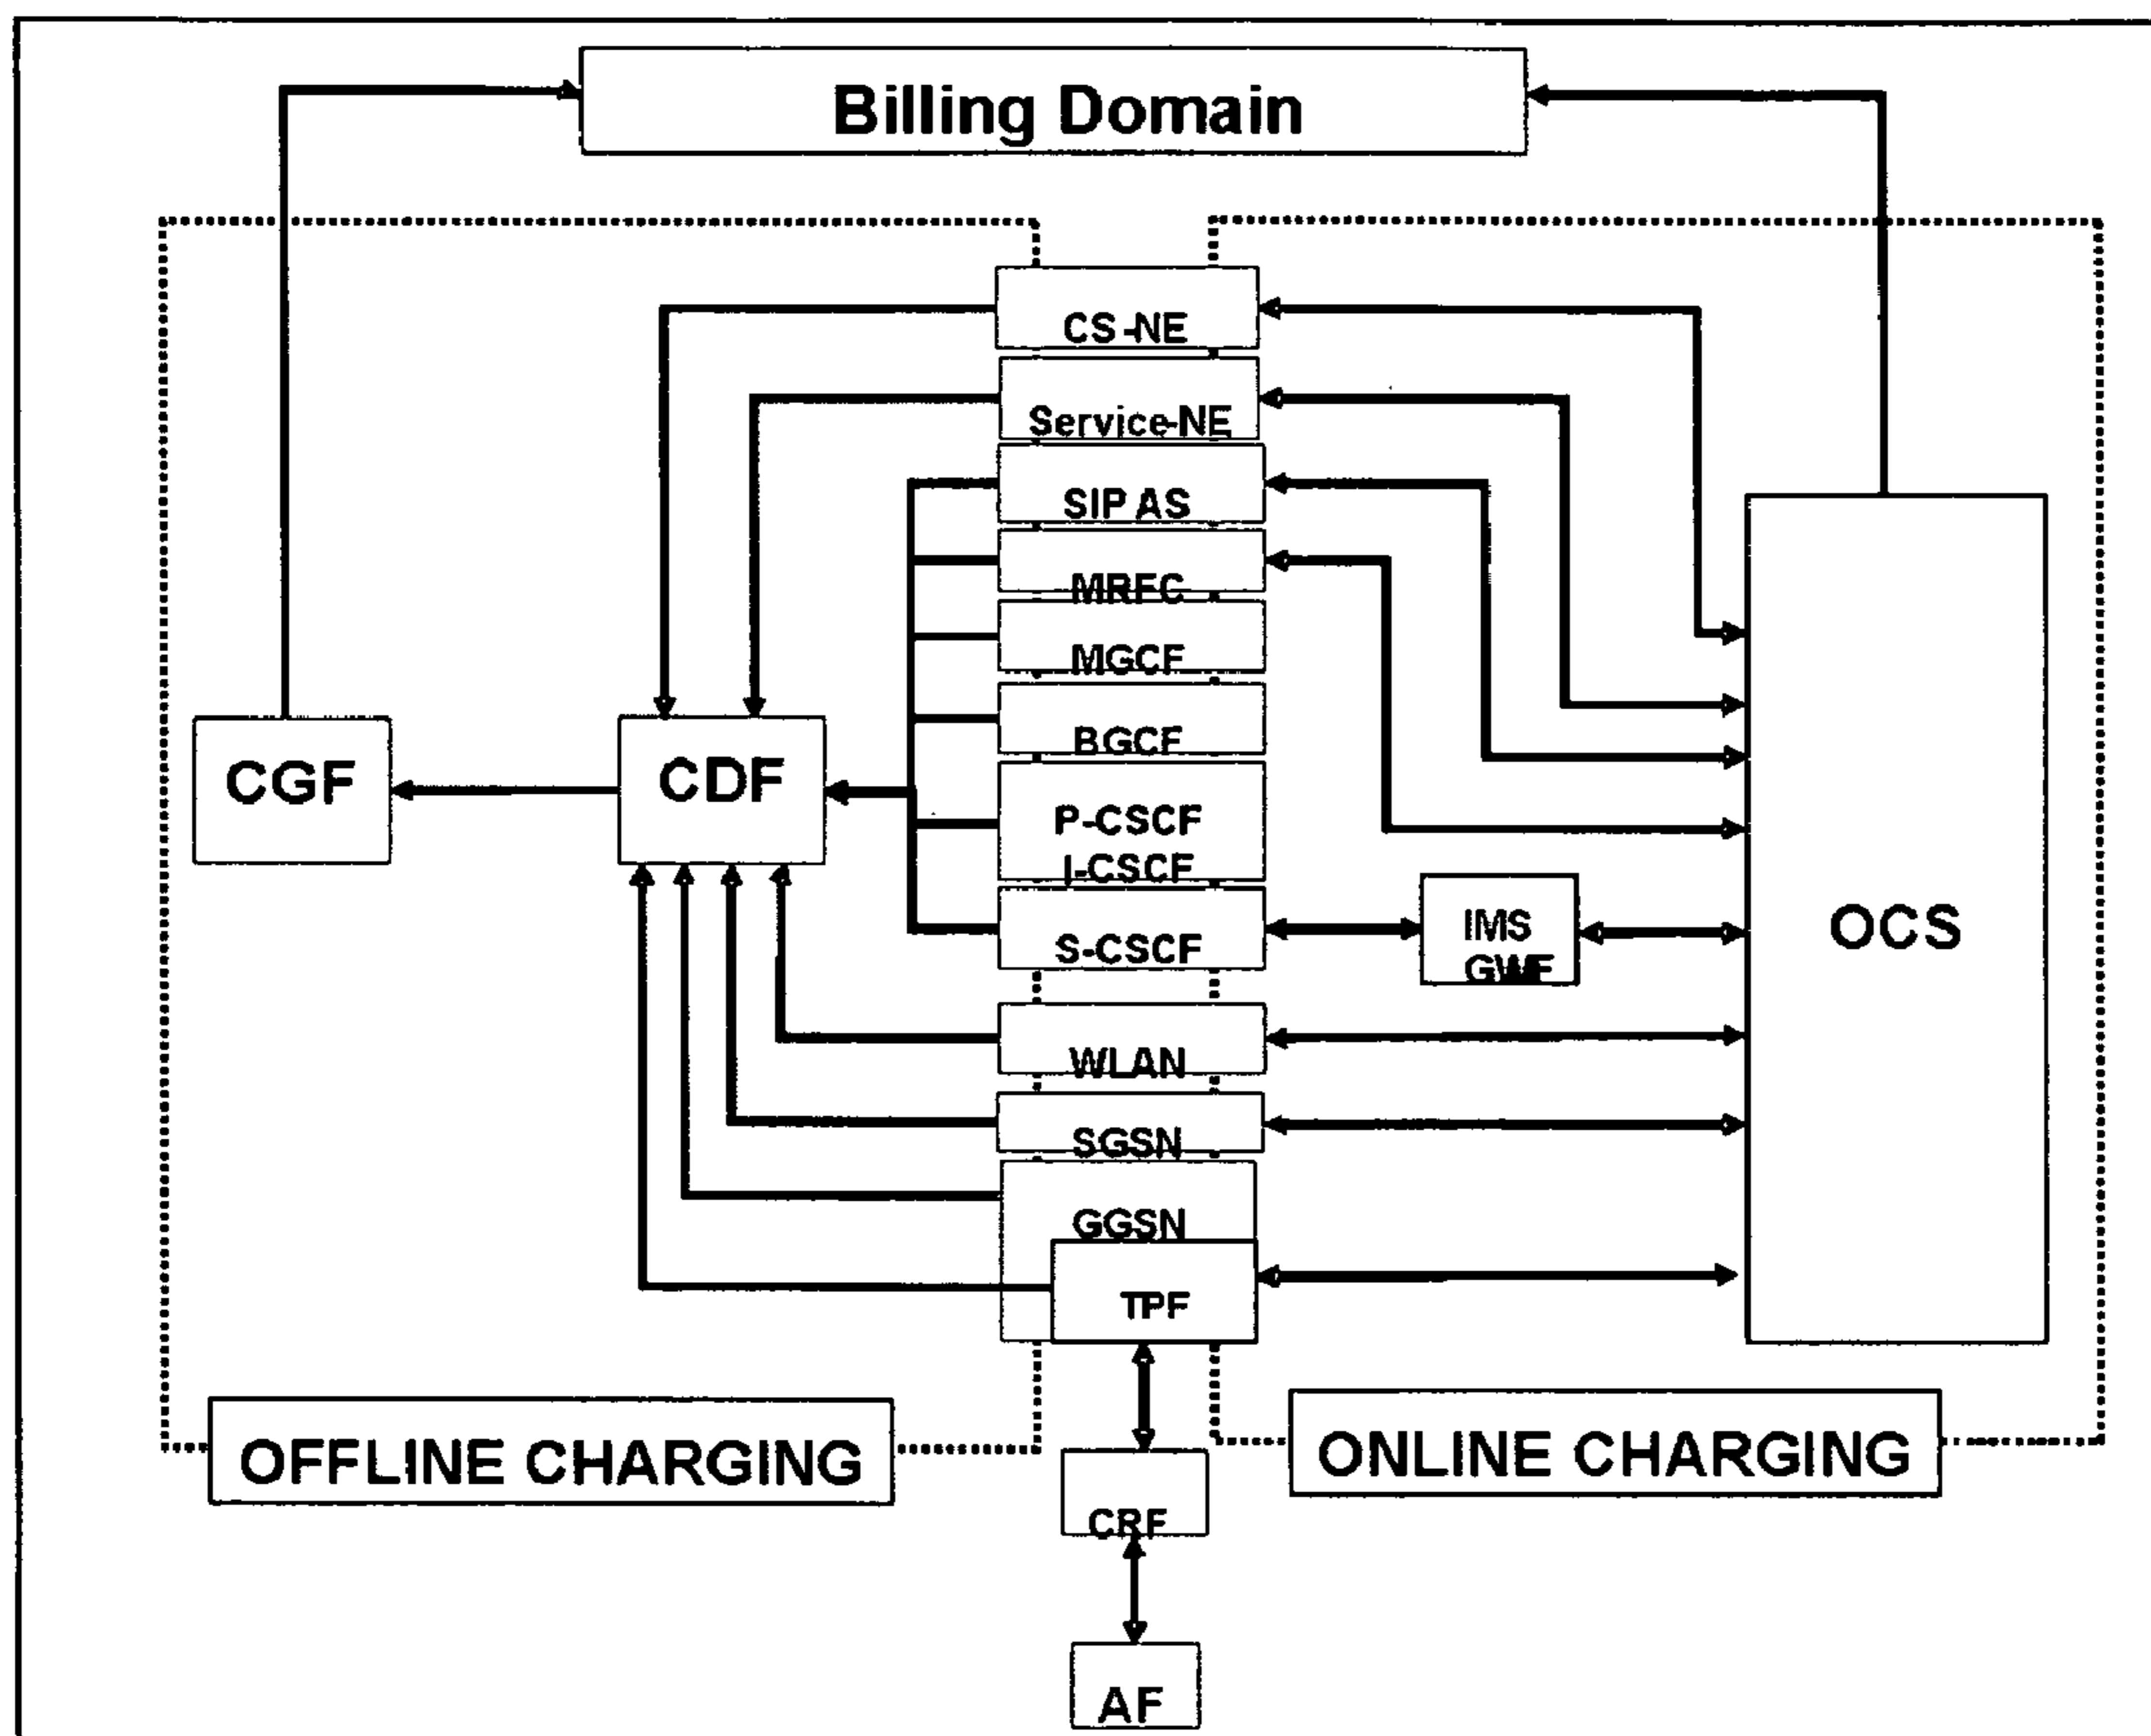 Billing Domain
CS-NE
Service-NE
SIP AS
MRFC
MGCF
BGCF
CGF
CDF
P-CSCF
I-CSCF
S-CSCF
IMS
GWF
OCS
WLAN
SGSN
GGSN
TPF
OFFLINE CHARGING
ONLINE CHARGING
CRF
AF